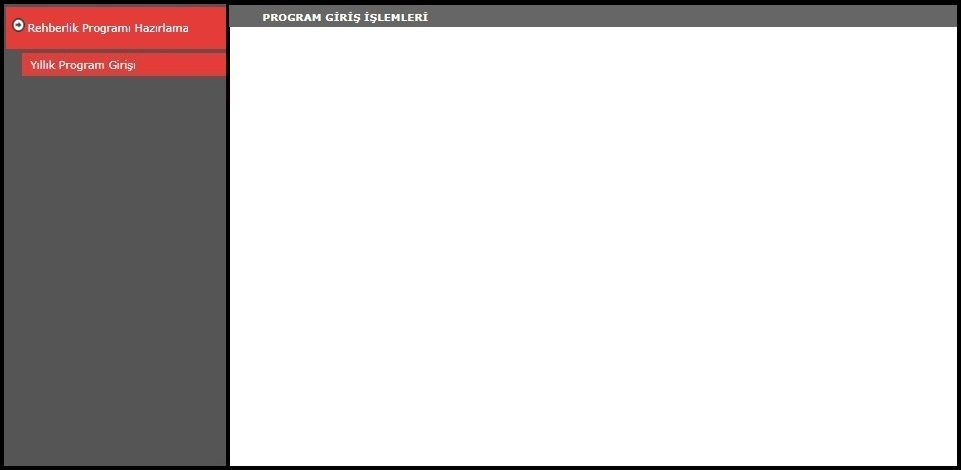 Rehberlik Programı Hazırlama
Yıllık Program Girişi
PROGRAM GİRİŞ İŞLEMLERİ